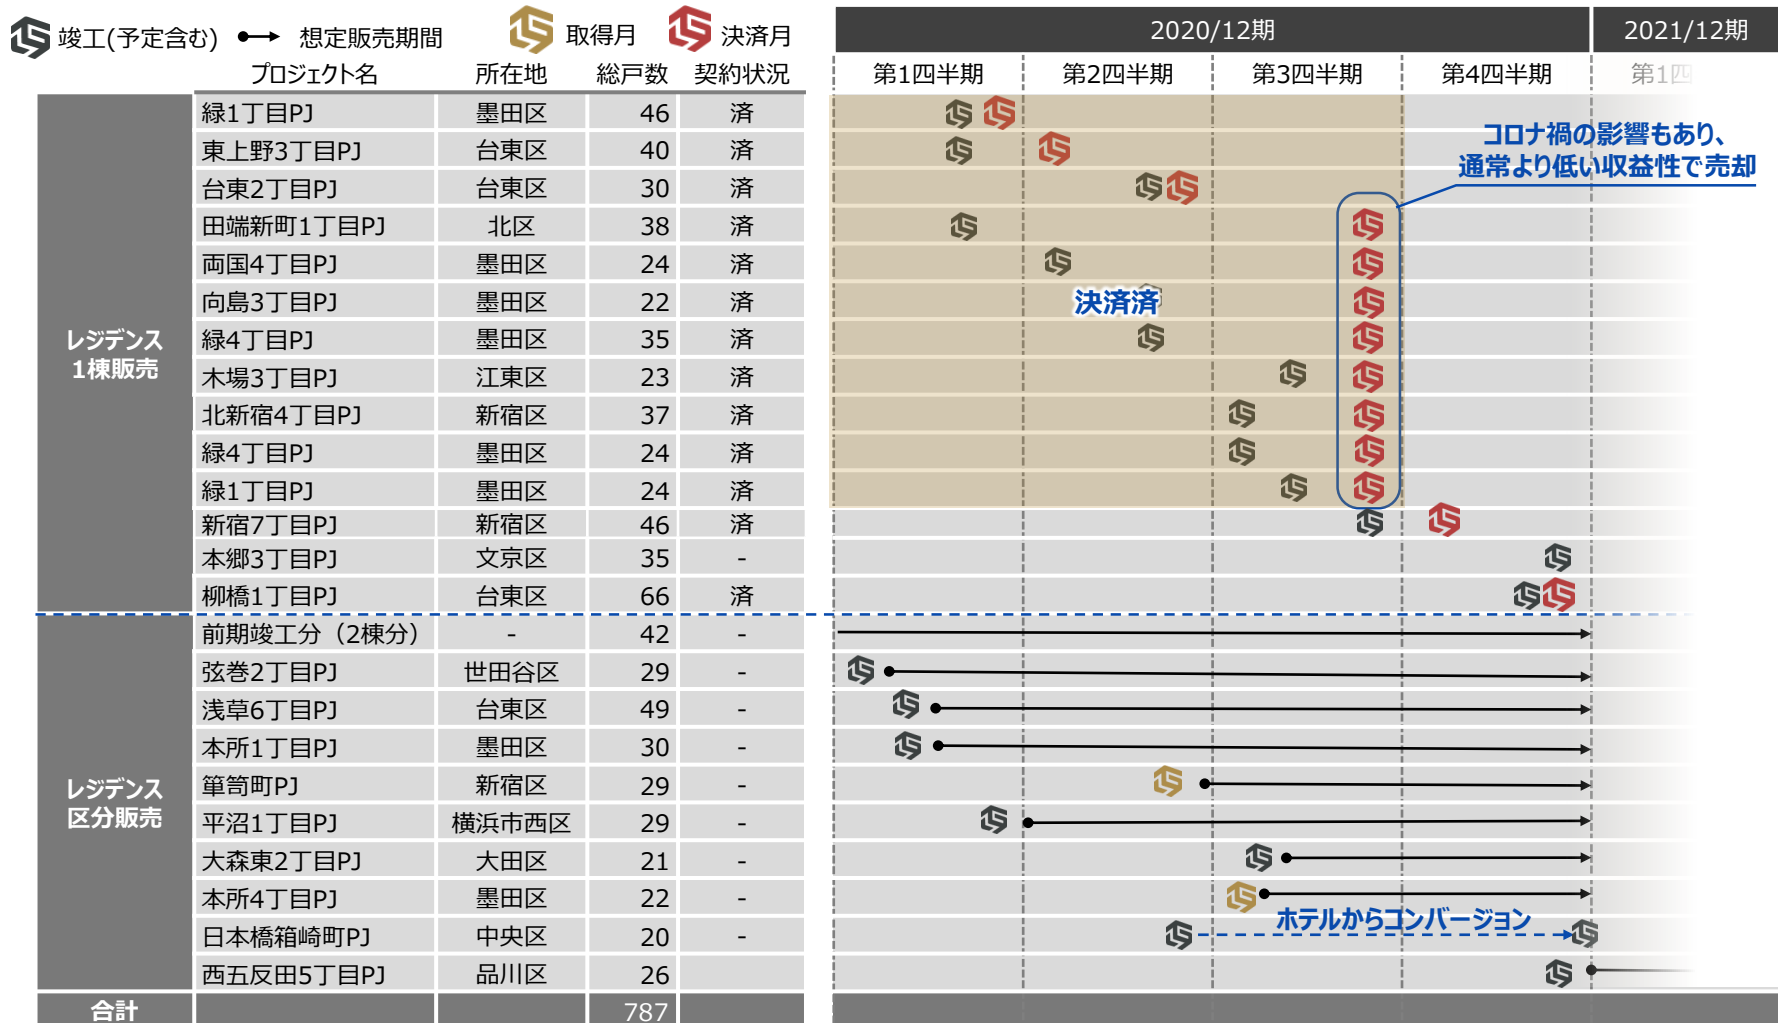 竣工(予定含む) 想定販売期間 取得月 決済月
2020/12期 2021/12期
プロジェクト名 所在地 総戸数 契約状況 第1四半期 第2四半期 第3四半期 第4四半期 第1四
レジデンス
1棟販売
緑1丁目PJ 墨田区 46 済
東上野3丁目PJ 台東区 40 済
台東2丁目PJ 台東区 30 済
田端新町1丁目PJ 北区 38 済
両国4丁目PJ 墨田区 24 済
向島3丁目PJ 墨田区 22 済
緑4丁目PJ 墨田区 35 済
木場3丁目PJ 江東区 23 済
北新宿4丁目PJ 新宿区 37 済
緑4丁目PJ 墨田区 24 済
緑1丁目PJ 墨田区 24 済
新宿7丁目PJ 新宿区 46 済
本郷3丁目PJ 文京区 35 -
柳橋1丁目PJ 台東区 66 済
コロナ禍の影響もあり、
通常より低い収益性で売却
決済済
レジデンス
区分販売
前期竣工分（2棟分） - 42 -
弦巻2丁目PJ 世田谷区 29 -
浅草6丁目PJ 台東区 49 -
本所1丁目PJ 墨田区 30 -
箪笥町PJ 新宿区 29 -
平沼1丁目PJ 横浜市西区 29 -
大森東2丁目PJ 大田区 21 -
本所4丁目PJ 墨田区 22 -
日本橋箱崎町PJ 中央区 20 -
西五反田5丁目PJ 品川区 26
ホテルからコンバージョン
合計 787